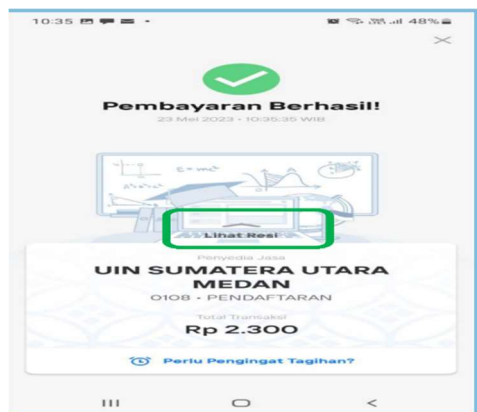 10:35
48%
Pembayaran Berhasil!
23 Mei 2023 • 10:35:35 WIB
E=mc²
Lihat Resi
Penyedia Jasa
UIN SUMATERA UTARA
MEDAN
0108 - PENDAFTARAN
Total Transaksi
Rp 2.300
Perlu Pengingat Tagihan?